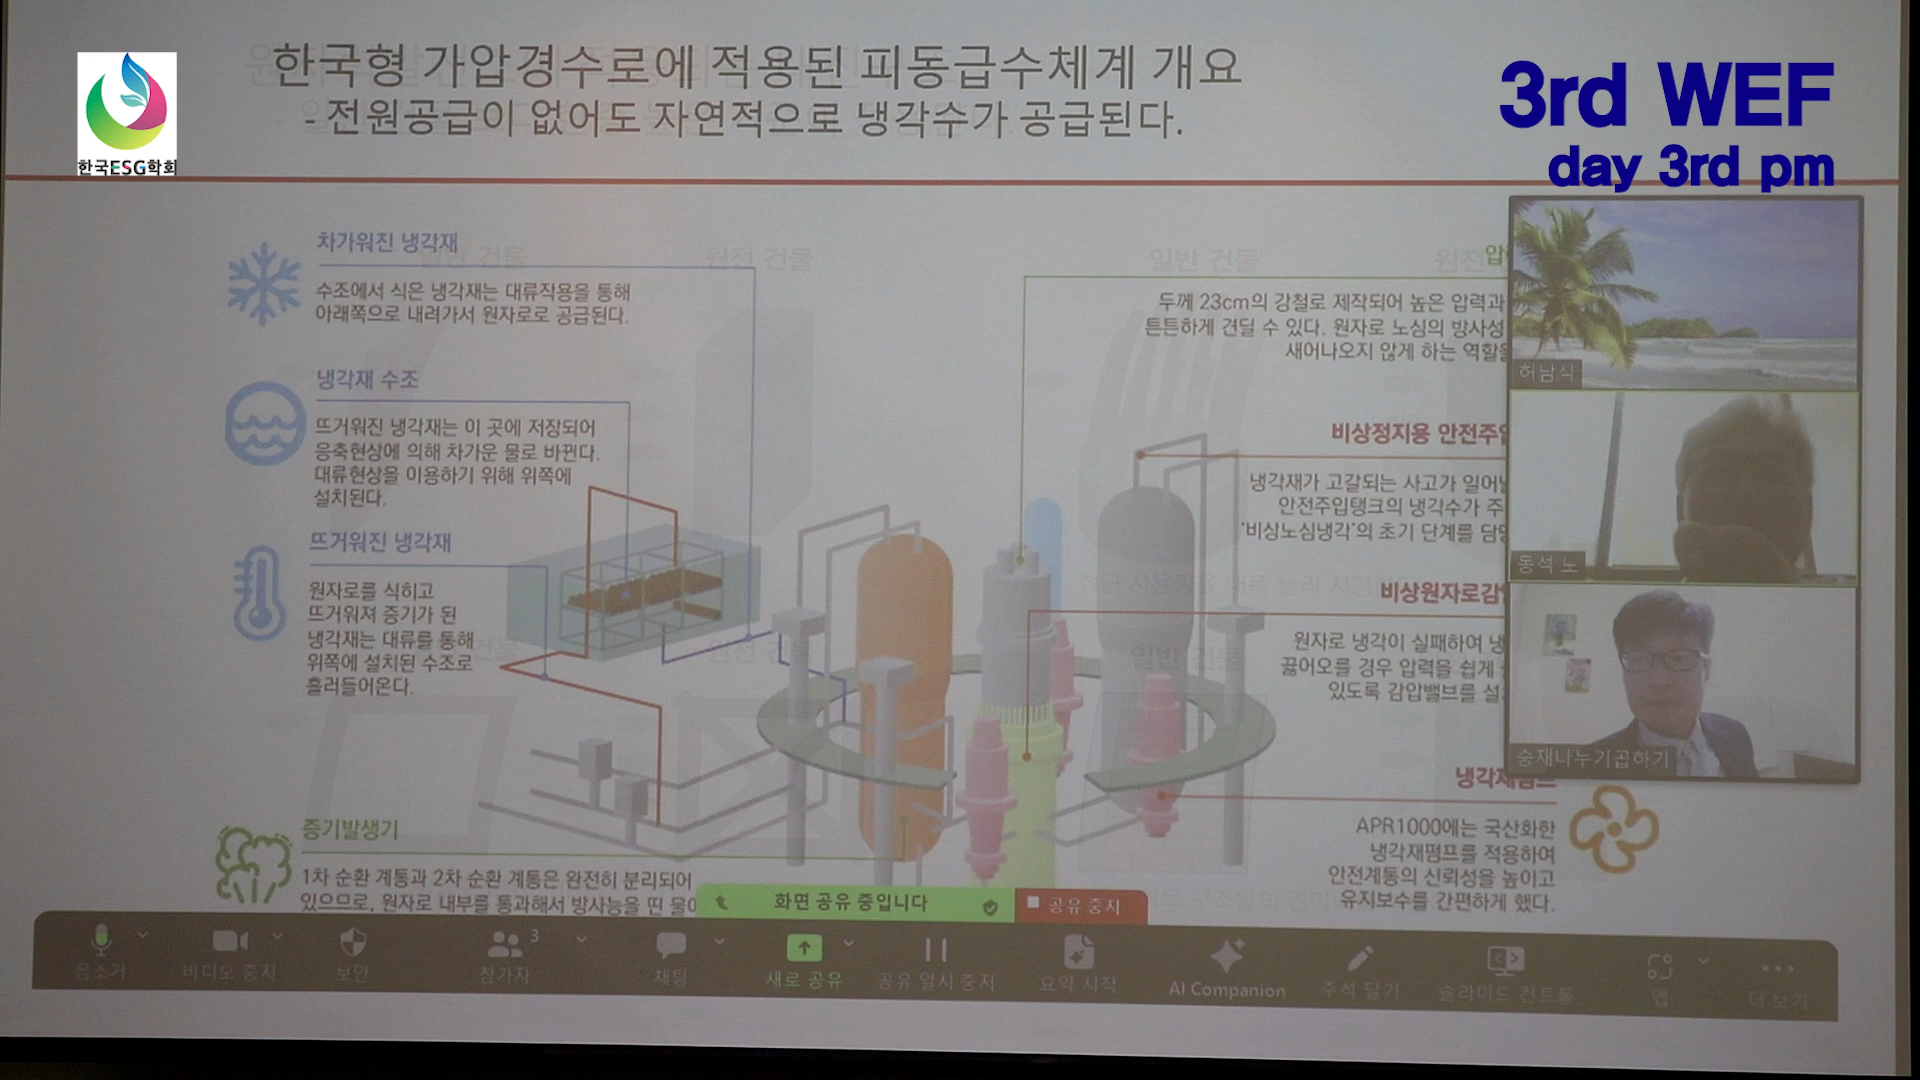 한국형 가압경수로에 적용된 피동급수체계 개요
- 전원공급이 없어도 자연적으로 냉각수가 공급된다.
한국ESG학회
3rd WEF
day 3rd pm
차가워진 냉각재
수조에서 식은 냉각재는 대류작용을 통해
아래쪽으로 내려가서 원자로로 공급된다.
냉각재 수조
뜨거워진 냉각재는 이 곳에 저장되어
응축현상에 의해 차가운 물로 바뀐다.
대류현상을 이용하기 위해 위쪽에
설치된다.
뜨거워진 냉각재
원자로를 식히고
뜨거워져 증기가 된
냉각재는 대류를 통해
위쪽에 설치된 수조로
흘러들어온다.
증기발생기
1차 순환 계통과 2차 순환 계통은 완전히 분리되어
있으므로, 원자로 내부를 통과해서 방사능을 띤 물이
일반 건물
원전 건물
일반 건물
원전
두께 23cm의 강철로 제작되어 높은 압력과
튼튼하게 견딜 수 있다. 원자로 노심의 방사성
새어나오지 않게 하는 역할을
비상정지용 안전주입
냉각재가 고갈되는 사고가 일어날
안전주입탱크의 냉각수가 주
'비상노심냉각'의 초기 단계를 담당
비상원자로감압
원자로 냉각이 실패하여 냉
끓어오를 경우 압력을 쉽게
있도록 감압밸브를 설
일반 건물
냉각재펌프
APR1000에는 국산화한
냉각재펌프를 적용하여
안전계통의 신뢰성을 높이고
유지보수를 간편하게 했다.
허남식
동석 노
승재나누기곱하기
화면 공유 중입니다
공유 중지
음소거
비디오 중지
보안
3
참가자
채팅
새로 공유
공유 일시 중지
요약 시작
AI Companion
주석 달기
슬라이드 컨트롤
앱
더 보기